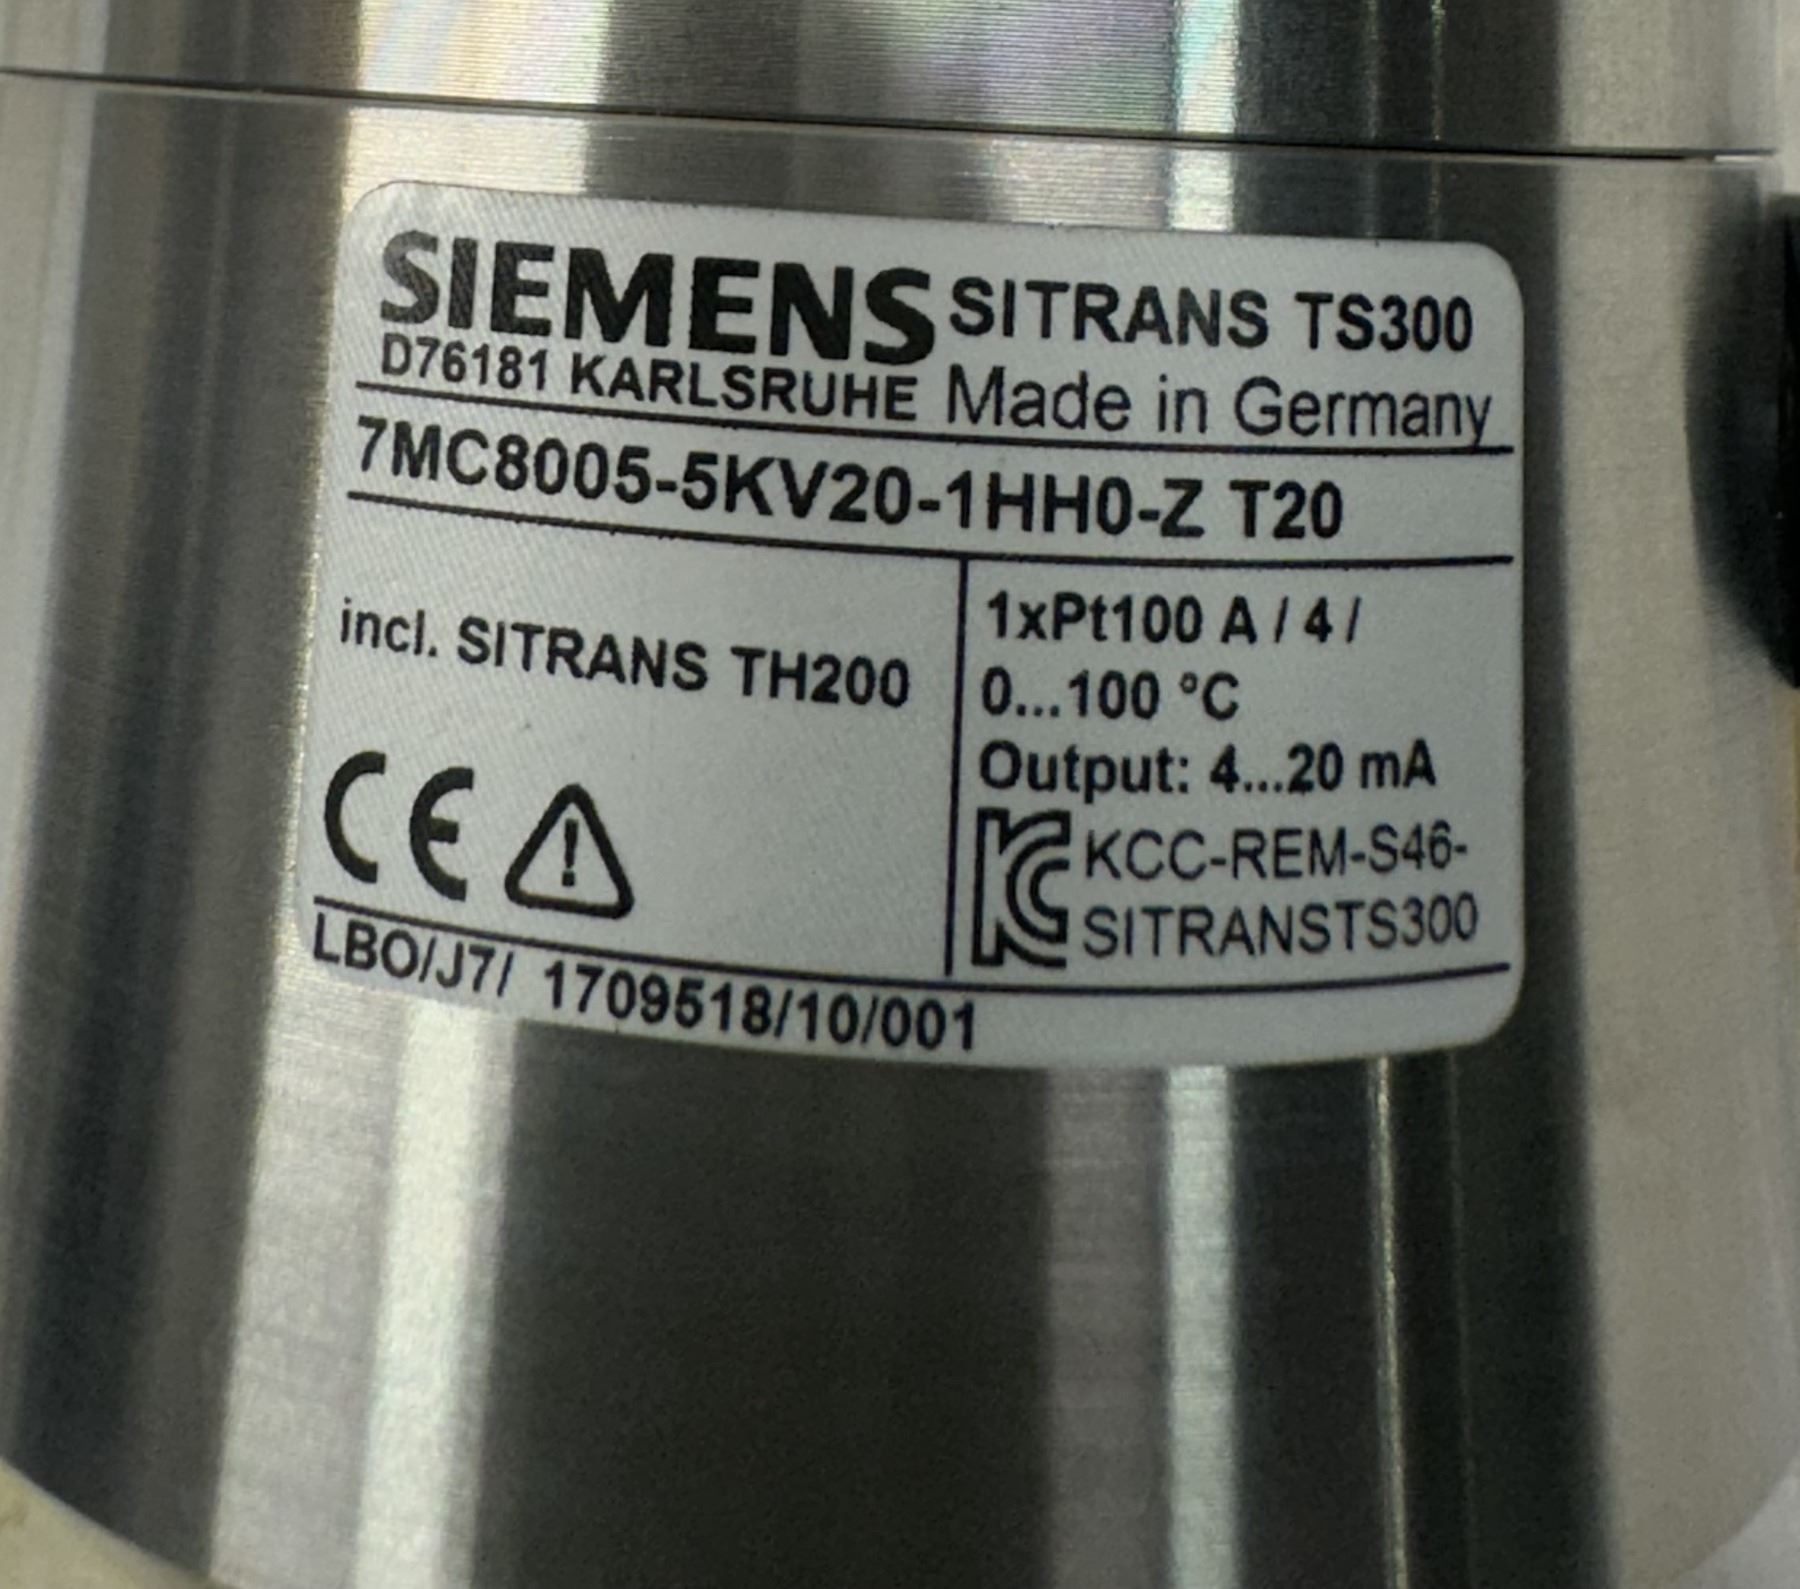 SIEMENS SITRANS TS300
D76181 KARLSRUHE Made in Germany
7MC8005-5KV20-1HH0-Z T20
incl. SITRANS TH200
1xPt100 A / 4 /
0...100 °C
Output: 4...20 mA
CE
KCC-REM-S46-
SITRANSTS300
LBO/J7/ 1709518/10/001